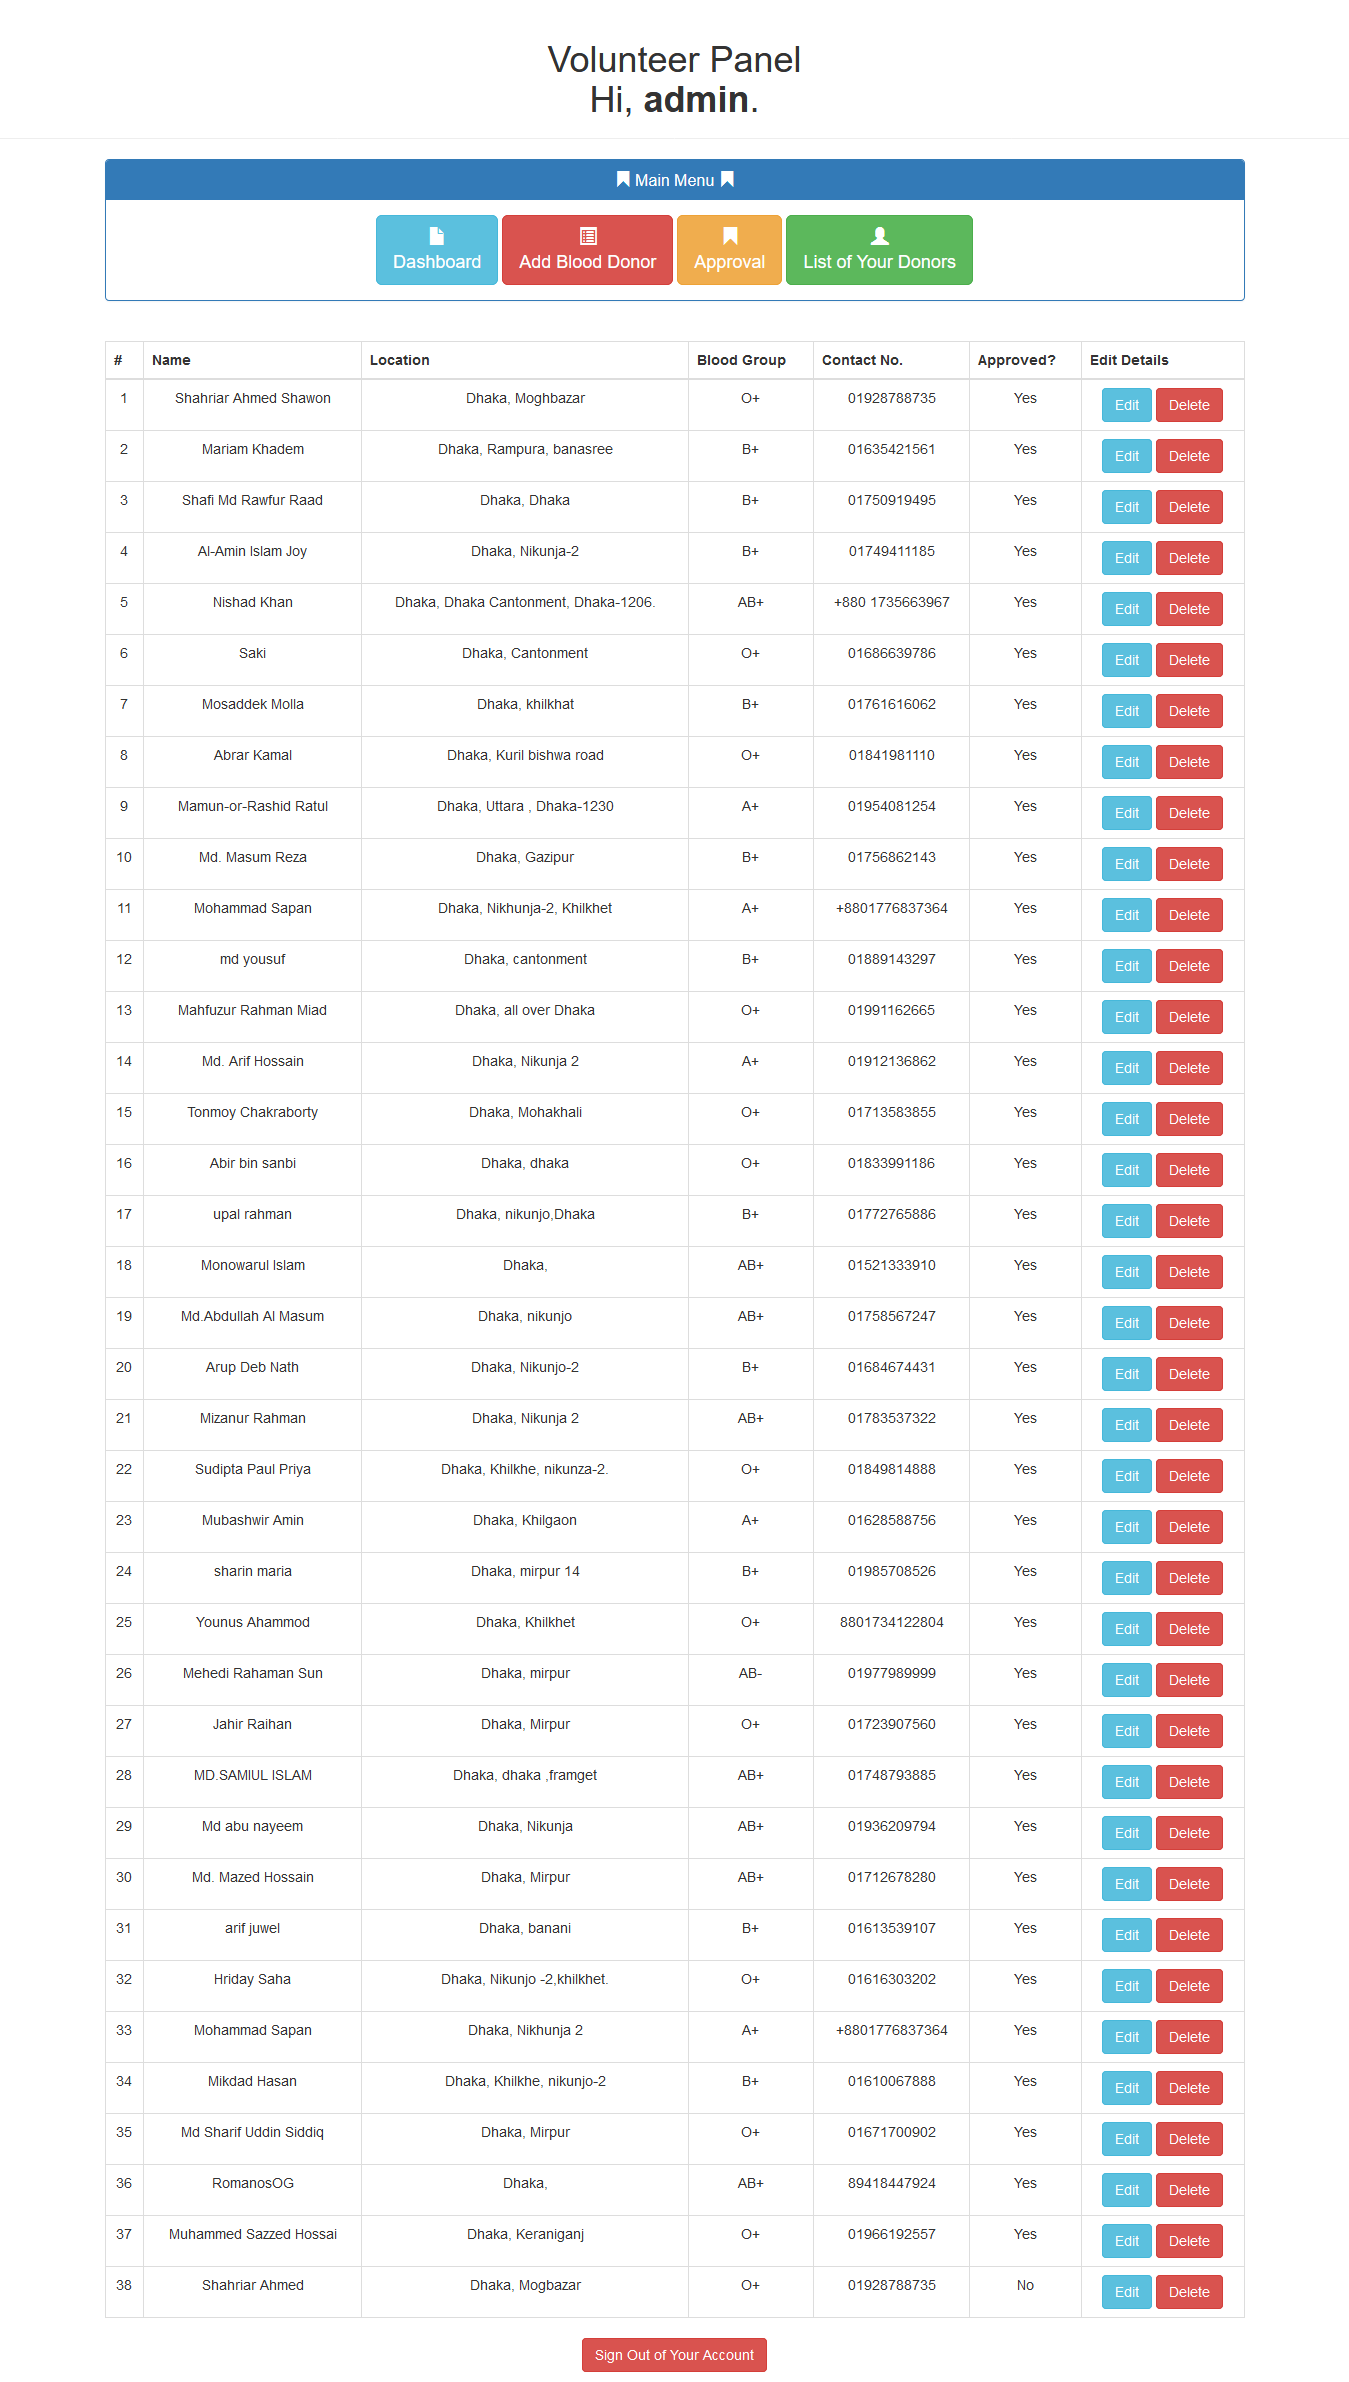 Volunteer Panel
Hi, admin.
Main Menu
Dashboard Add Blood Donor Approval List of Your Donors
# Name Location Blood Group Contact No. Approved? Edit Details
1 Shahriar Ahmed Shawon Dhaka, Moghbazar O+ 01928788735 Yes Edit Delete
2 Mariam Khadem Dhaka, Rampura, banasree B+ 01635421561 Yes Edit Delete
3 Shafi Md Rawfur Raad Dhaka, Dhaka B+ 01750919495 Yes Edit Delete
4 Al-Amin Islam Joy Dhaka, Nikunja-2 B+ 01749411185 Yes Edit Delete
5 Nishad Khan Dhaka, Dhaka Cantonment, Dhaka-1206. AB+ +880 1735663967 Yes Edit Delete
6 Saki Dhaka, Cantonment O+ 01686639786 Yes Edit Delete
7 Mosaddek Molla Dhaka, khilkhat B+ 01761616062 Yes Edit Delete
8 Abrar Kamal Dhaka, Kuril bishwa road O+ 01841981110 Yes Edit Delete
9 Mamun-or-Rashid Ratul Dhaka, Uttara , Dhaka-1230 A+ 01954081254 Yes Edit Delete
10 Md. Masum Reza Dhaka, Gazipur B+ 01756862143 Yes Edit Delete
11 Mohammad Sapan Dhaka, Nikhunja-2, Khilkhet A+ +8801776837364 Yes Edit Delete
12 md yousuf Dhaka, cantonment B+ 01889143297 Yes Edit Delete
13 Mahfuzur Rahman Miad Dhaka, all over Dhaka O+ 01991162665 Yes Edit Delete
14 Md. Arif Hossain Dhaka, Nikunja 2 A+ 01912136862 Yes Edit Delete
15 Tonmoy Chakraborty Dhaka, Mohakhali O+ 01713583855 Yes Edit Delete
16 Abir bin sanbi Dhaka, dhaka O+ 01833991186 Yes Edit Delete
17 upal rahman Dhaka, nikunjo,Dhaka B+ 01772765886 Yes Edit Delete
18 Monowarul Islam Dhaka, AB+ 01521333910 Yes Edit Delete
19 Md.Abdullah Al Masum Dhaka, nikunjo AB+ 01758567247 Yes Edit Delete
20 Arup Deb Nath Dhaka, Nikunjo-2 B+ 01684674431 Yes Edit Delete
21 Mizanur Rahman Dhaka, Nikunja 2 AB+ 01783537322 Yes Edit Delete
22 Sudipta Paul Priya Dhaka, Khilkhe, nikunza-2. O+ 01849814888 Yes Edit Delete
23 Mubashwir Amin Dhaka, Khilgaon A+ 01628588756 Yes Edit Delete
24 sharin maria Dhaka, mirpur 14 B+ 01985708526 Yes Edit Delete
25 Younus Ahammod Dhaka, Khilkhet O+ 8801734122804 Yes Edit Delete
26 Mehedi Rahaman Sun Dhaka, mirpur AB- 01977989999 Yes Edit Delete
27 Jahir Raihan Dhaka, Mirpur O+ 01723907560 Yes Edit Delete
28 MD.SAMIUL ISLAM Dhaka, dhaka ,framget AB+ 01748793885 Yes Edit Delete
29 Md abu nayeem Dhaka, Nikunja AB+ 01936209794 Yes Edit Delete
30 Md. Mazed Hossain Dhaka, Mirpur AB+ 01712678280 Yes Edit Delete
31 arif juwel Dhaka, banani B+ 01613539107 Yes Edit Delete
32 Hriday Saha Dhaka, Nikunjo -2,khilkhet. O+ 01616303202 Yes Edit Delete
33 Mohammad Sapan Dhaka, Nikhunja 2 A+ +8801776837364 Yes Edit Delete
34 Mikdad Hasan Dhaka, Khilkhe, nikunjo-2 B+ 01610067888 Yes Edit Delete
35 Md Sharif Uddin Siddiq Dhaka, Mirpur O+ 01671700902 Yes Edit Delete
36 RomanosOG Dhaka, AB+ 89418447924 Yes Edit Delete
37 Muhammed Sazzed Hossai Dhaka, Keraniganj O+ 01966192557 Yes Edit Delete
38 Shahriar Ahmed Dhaka, Mogbazar O+ 01928788735 No Edit Delete
Sign Out of Your Account